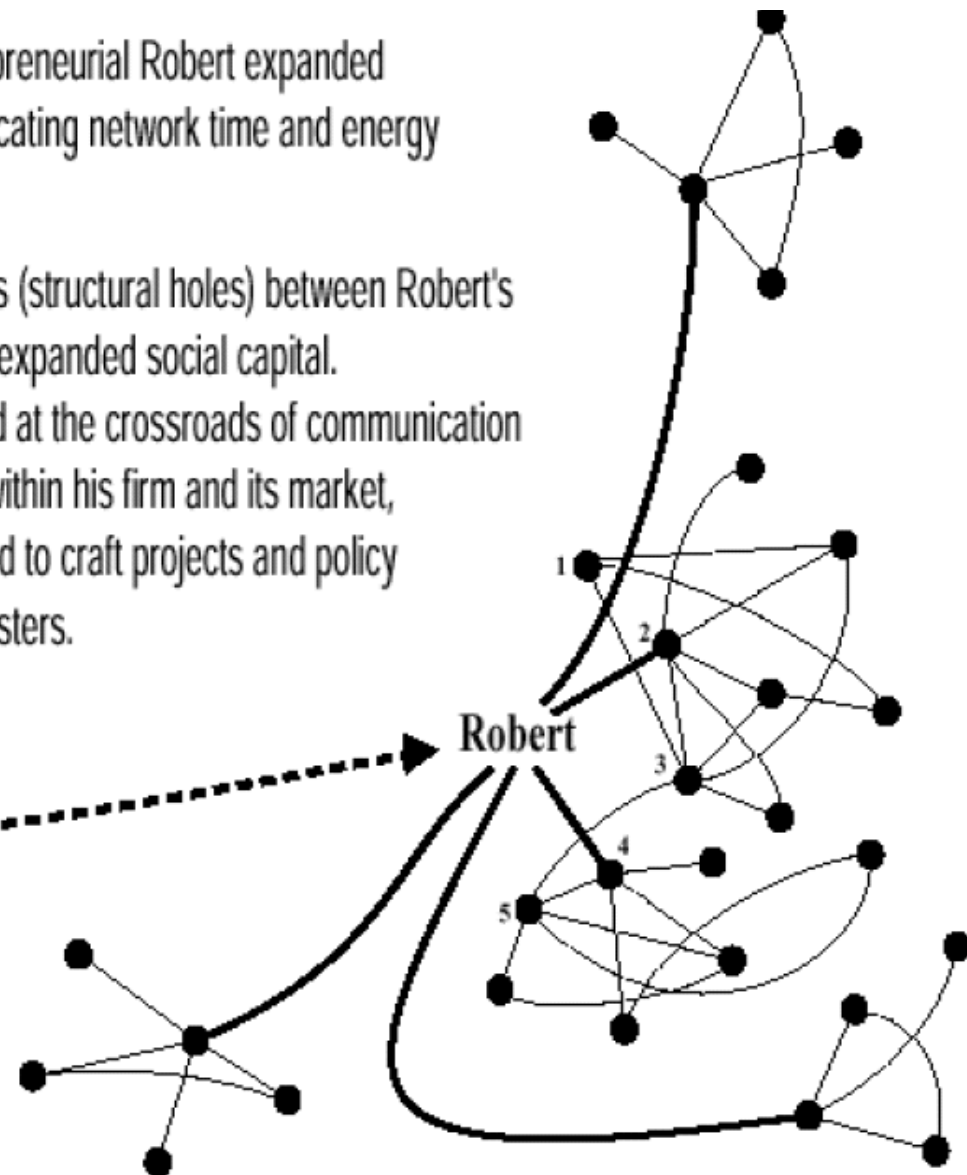 preneurial Robert expanded
cating network time and energy
s (structural holes) between Robert's
expanded social capital.
d at the crossroads of communication
within his firm and its market,
d to craft projects and policy
sters.
1
2
Robert
3
4
5